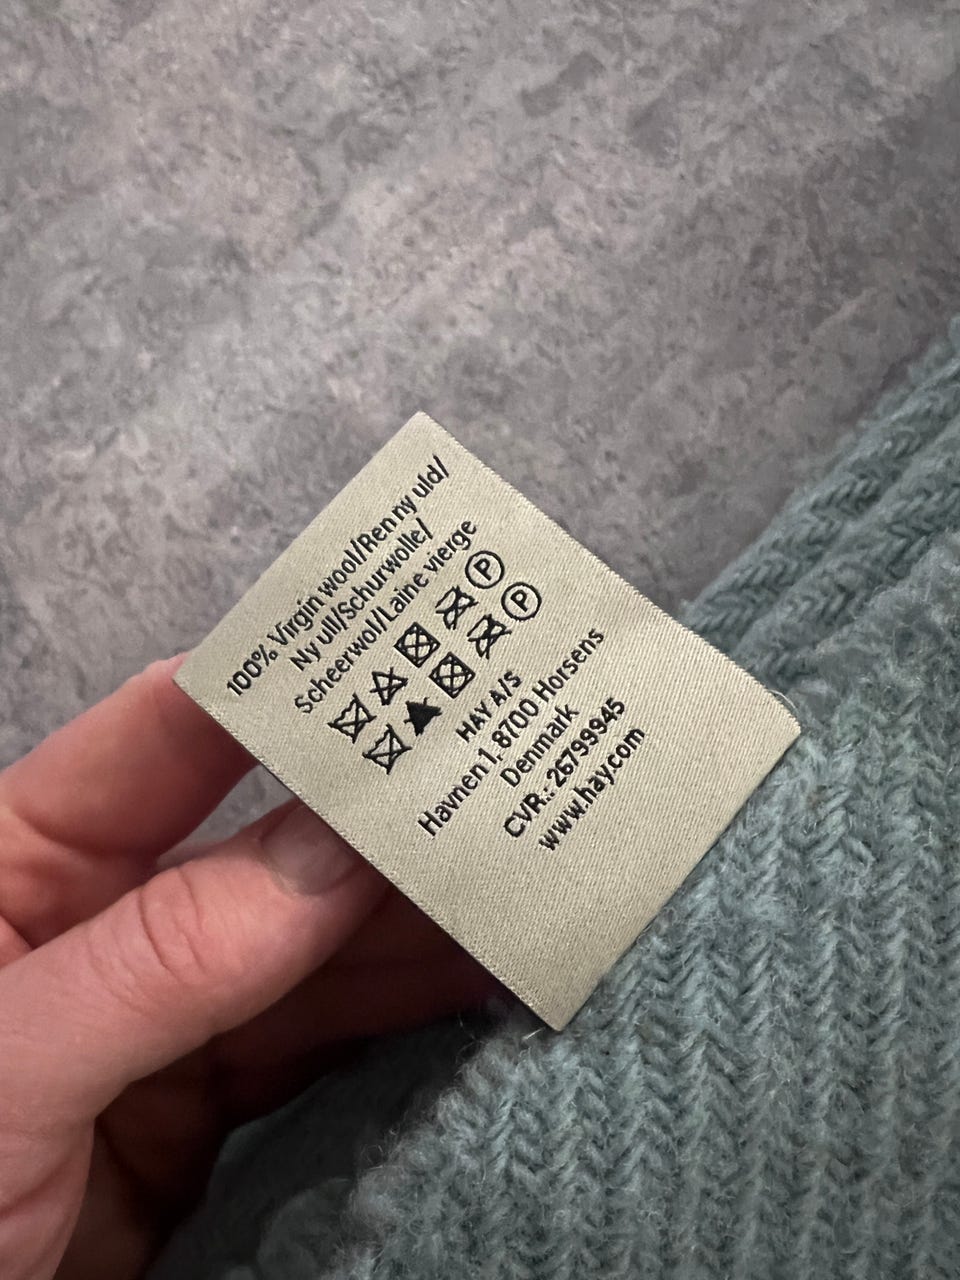 100% Virgin wool/Ren ny uld/
Ny ull/Schurwolle/
Scheerwol/Laine vierge
P
P
HAY A/S
Havnen 1, 8700 Horsens
Denmark
CVR.: 26799945
www.hay.com